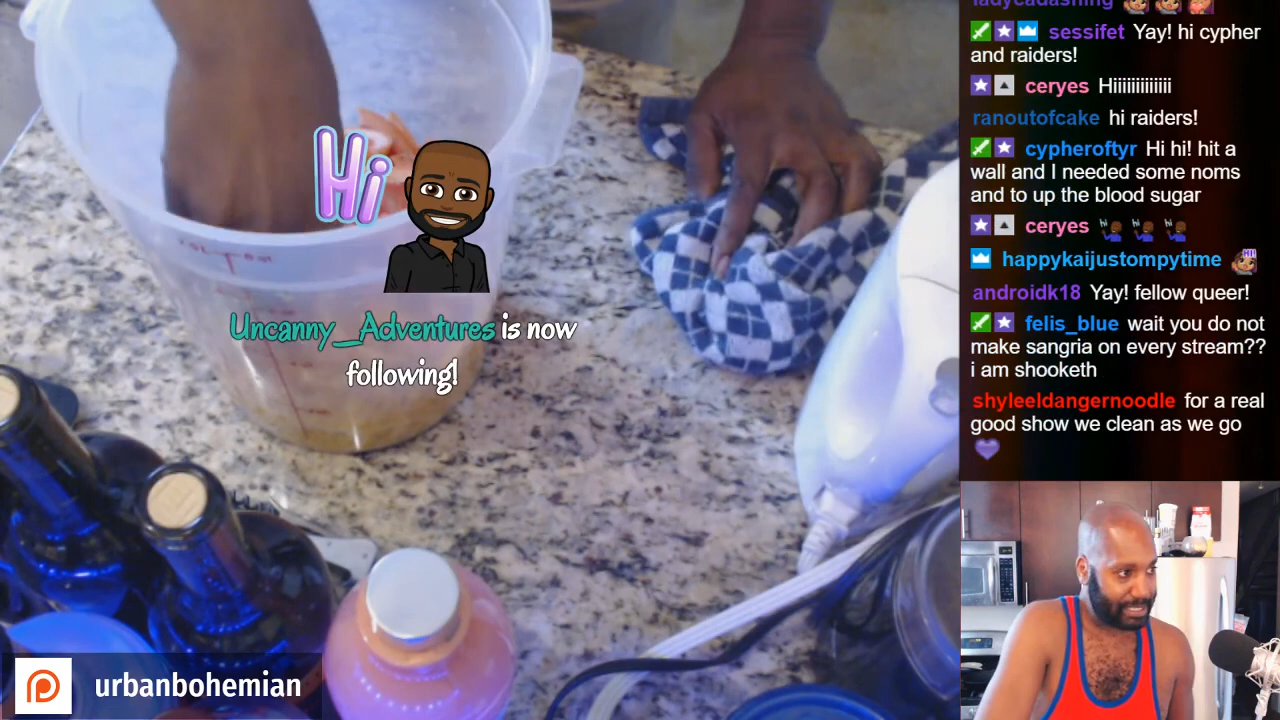 ladycadashing
sessifet Yay! hi cypher
and raiders!
ceryes Hiiiiiiiiiiiii
ranoutofcake hi raiders!
cypheroftyr Hi hi! hit a
wall and I needed some noms
and to up the blood sugar
ceryes
happykaijustompytime
androidk18 Yay! fellow queer!
felis_blue wait you do not
make sangria on every stream??
i am shooketh
shyleeldangernoodle for a real
good show we clean as we go
Hi
Uncanny_Adventures is now
following!
urbanbohemian